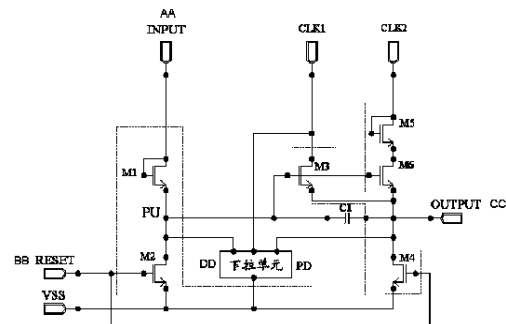 AA
INPUT
CLK1
CLK2
M5
M1
M3
M6
PU
C1
OUTPUT CC
BB RESET
M2
DD
下拉单元
PD
M4
VSS